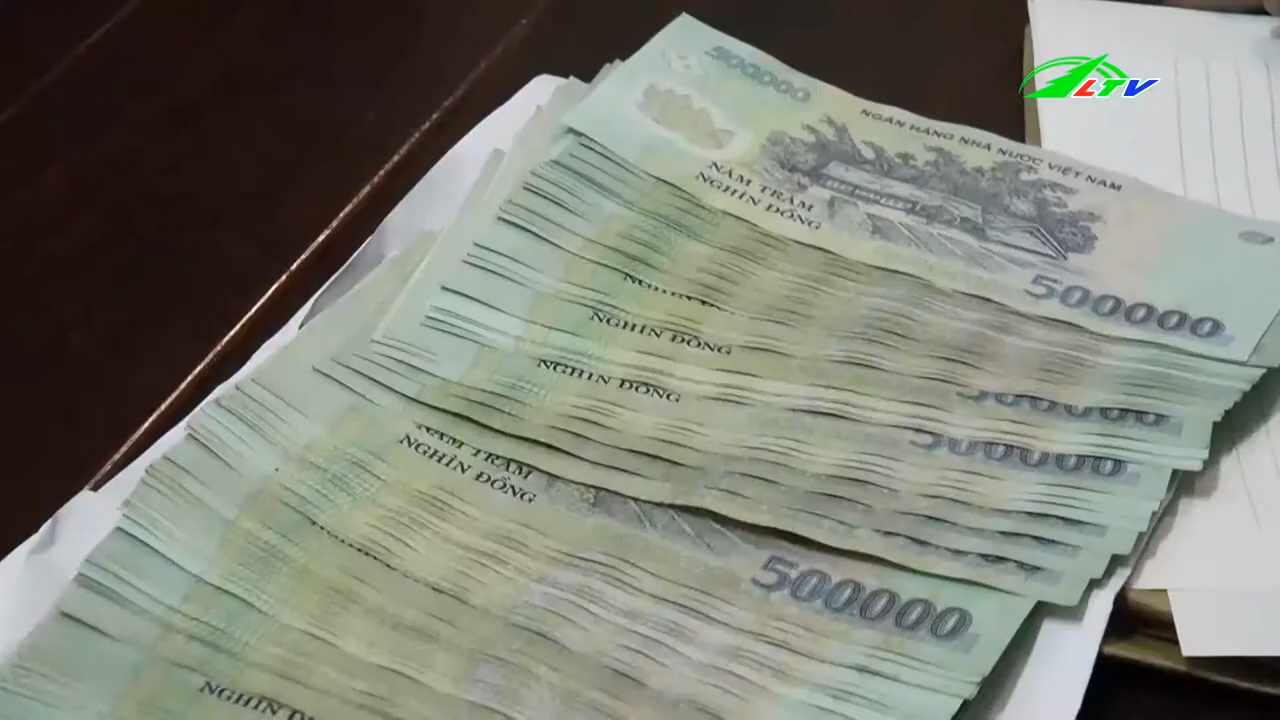 LTV
500000
NGÂN HÀNG NHÀ NƯỚC VIỆT NAM
NĂM TRĂM
NGHÌN ĐỒNG
500000
NGHÌN ĐỒNG
NGHÌN ĐỒNG
500000
500000
NĂM TRĂM
NGHÌN ĐỒNG
500000
NGHÌN